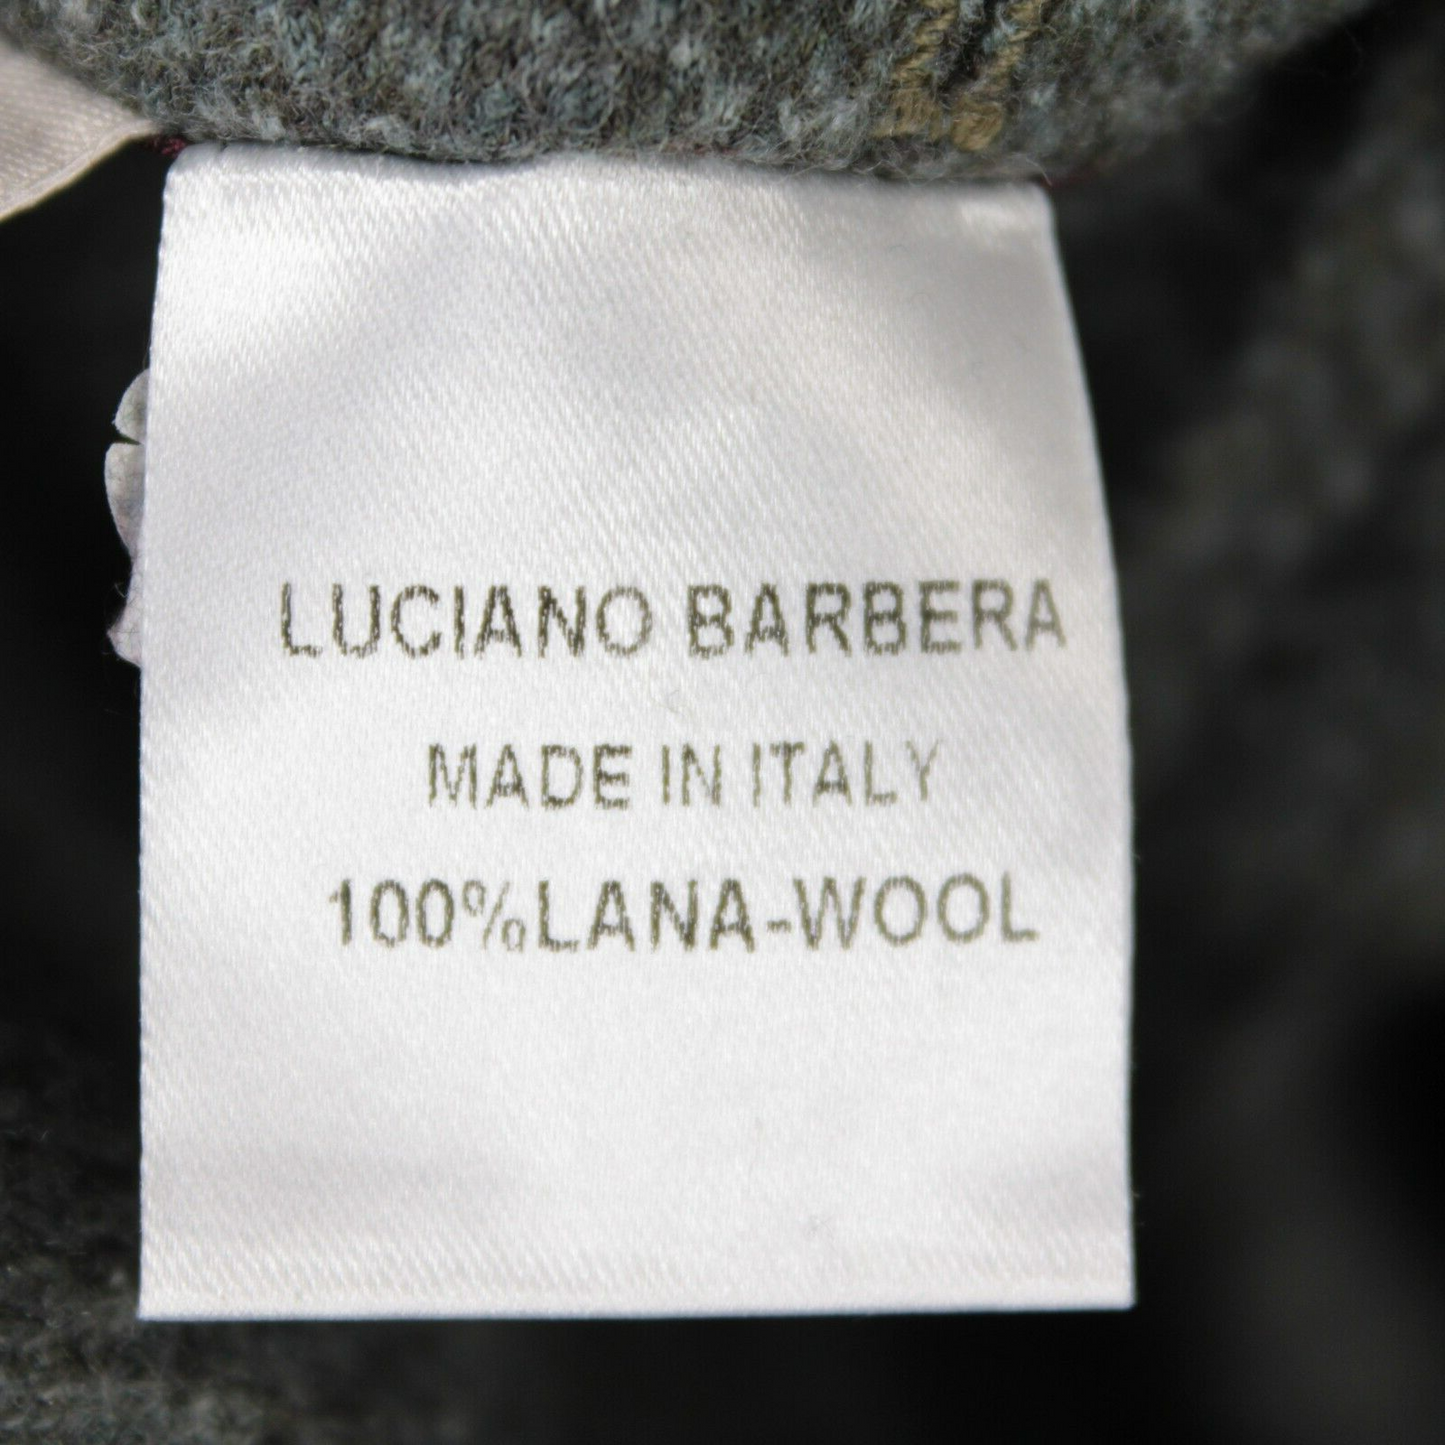 LUCIANO BARBERA
MADE IN ITALY
100%LANA-WOOL